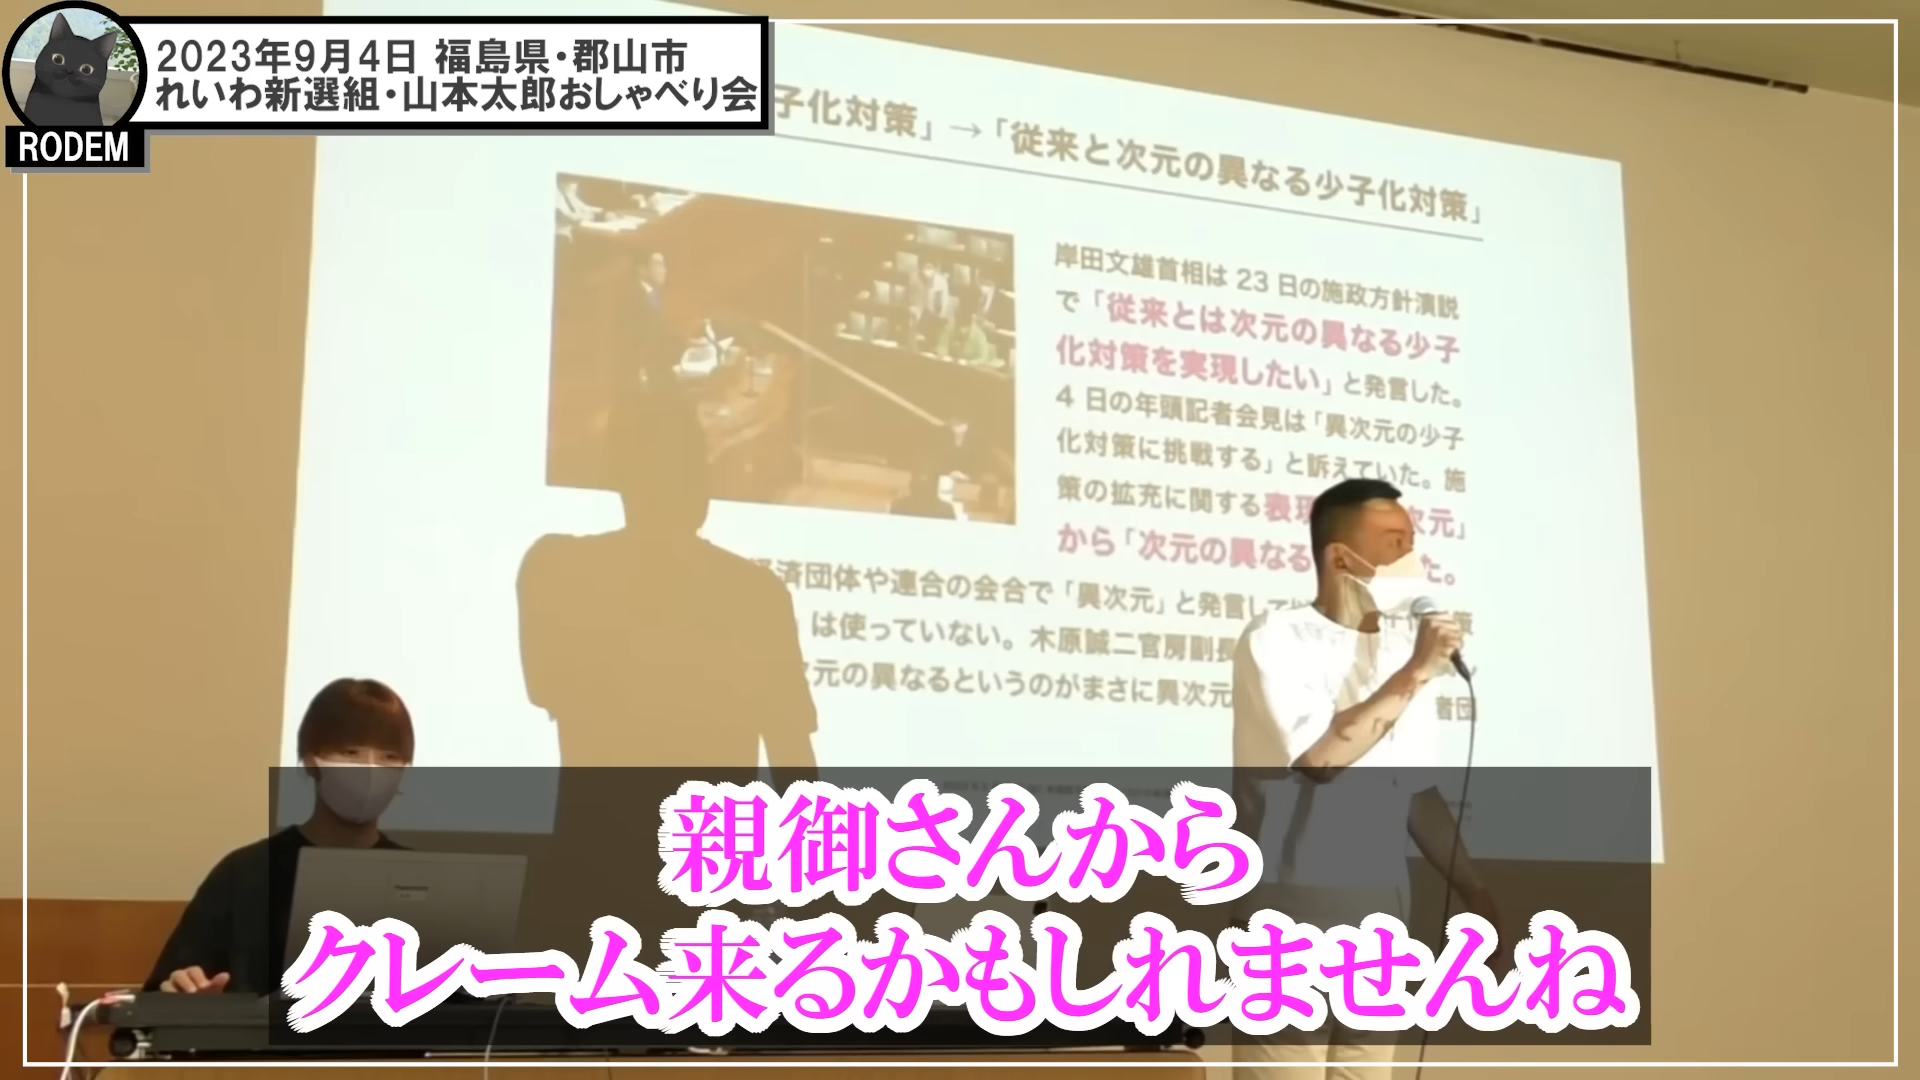 2023年9月4日 福島県・郡山市
れいわ新選組・山本太郎おしゃべり会
RODEM
子化対策」→「従来と次元の異なる少子化対策」
岸田文雄首相は 23 日の施政方針演説
で「従来とは次元の異なる少子
化対策を実現したい」と発言した。
4 日の年頭記者会見は「異次元の少子
化対策に挑戦する」と訴えていた。施
策の拡充に関する表現 次元」
から「次元の異なる た。
経済団体や連合の会合で「異次元」と発言して 策
は使っていない。木原誠二官房副長
次元の異なるというのがまさに異次元 者団
親御さんから
クレーム来るかもしれませんね